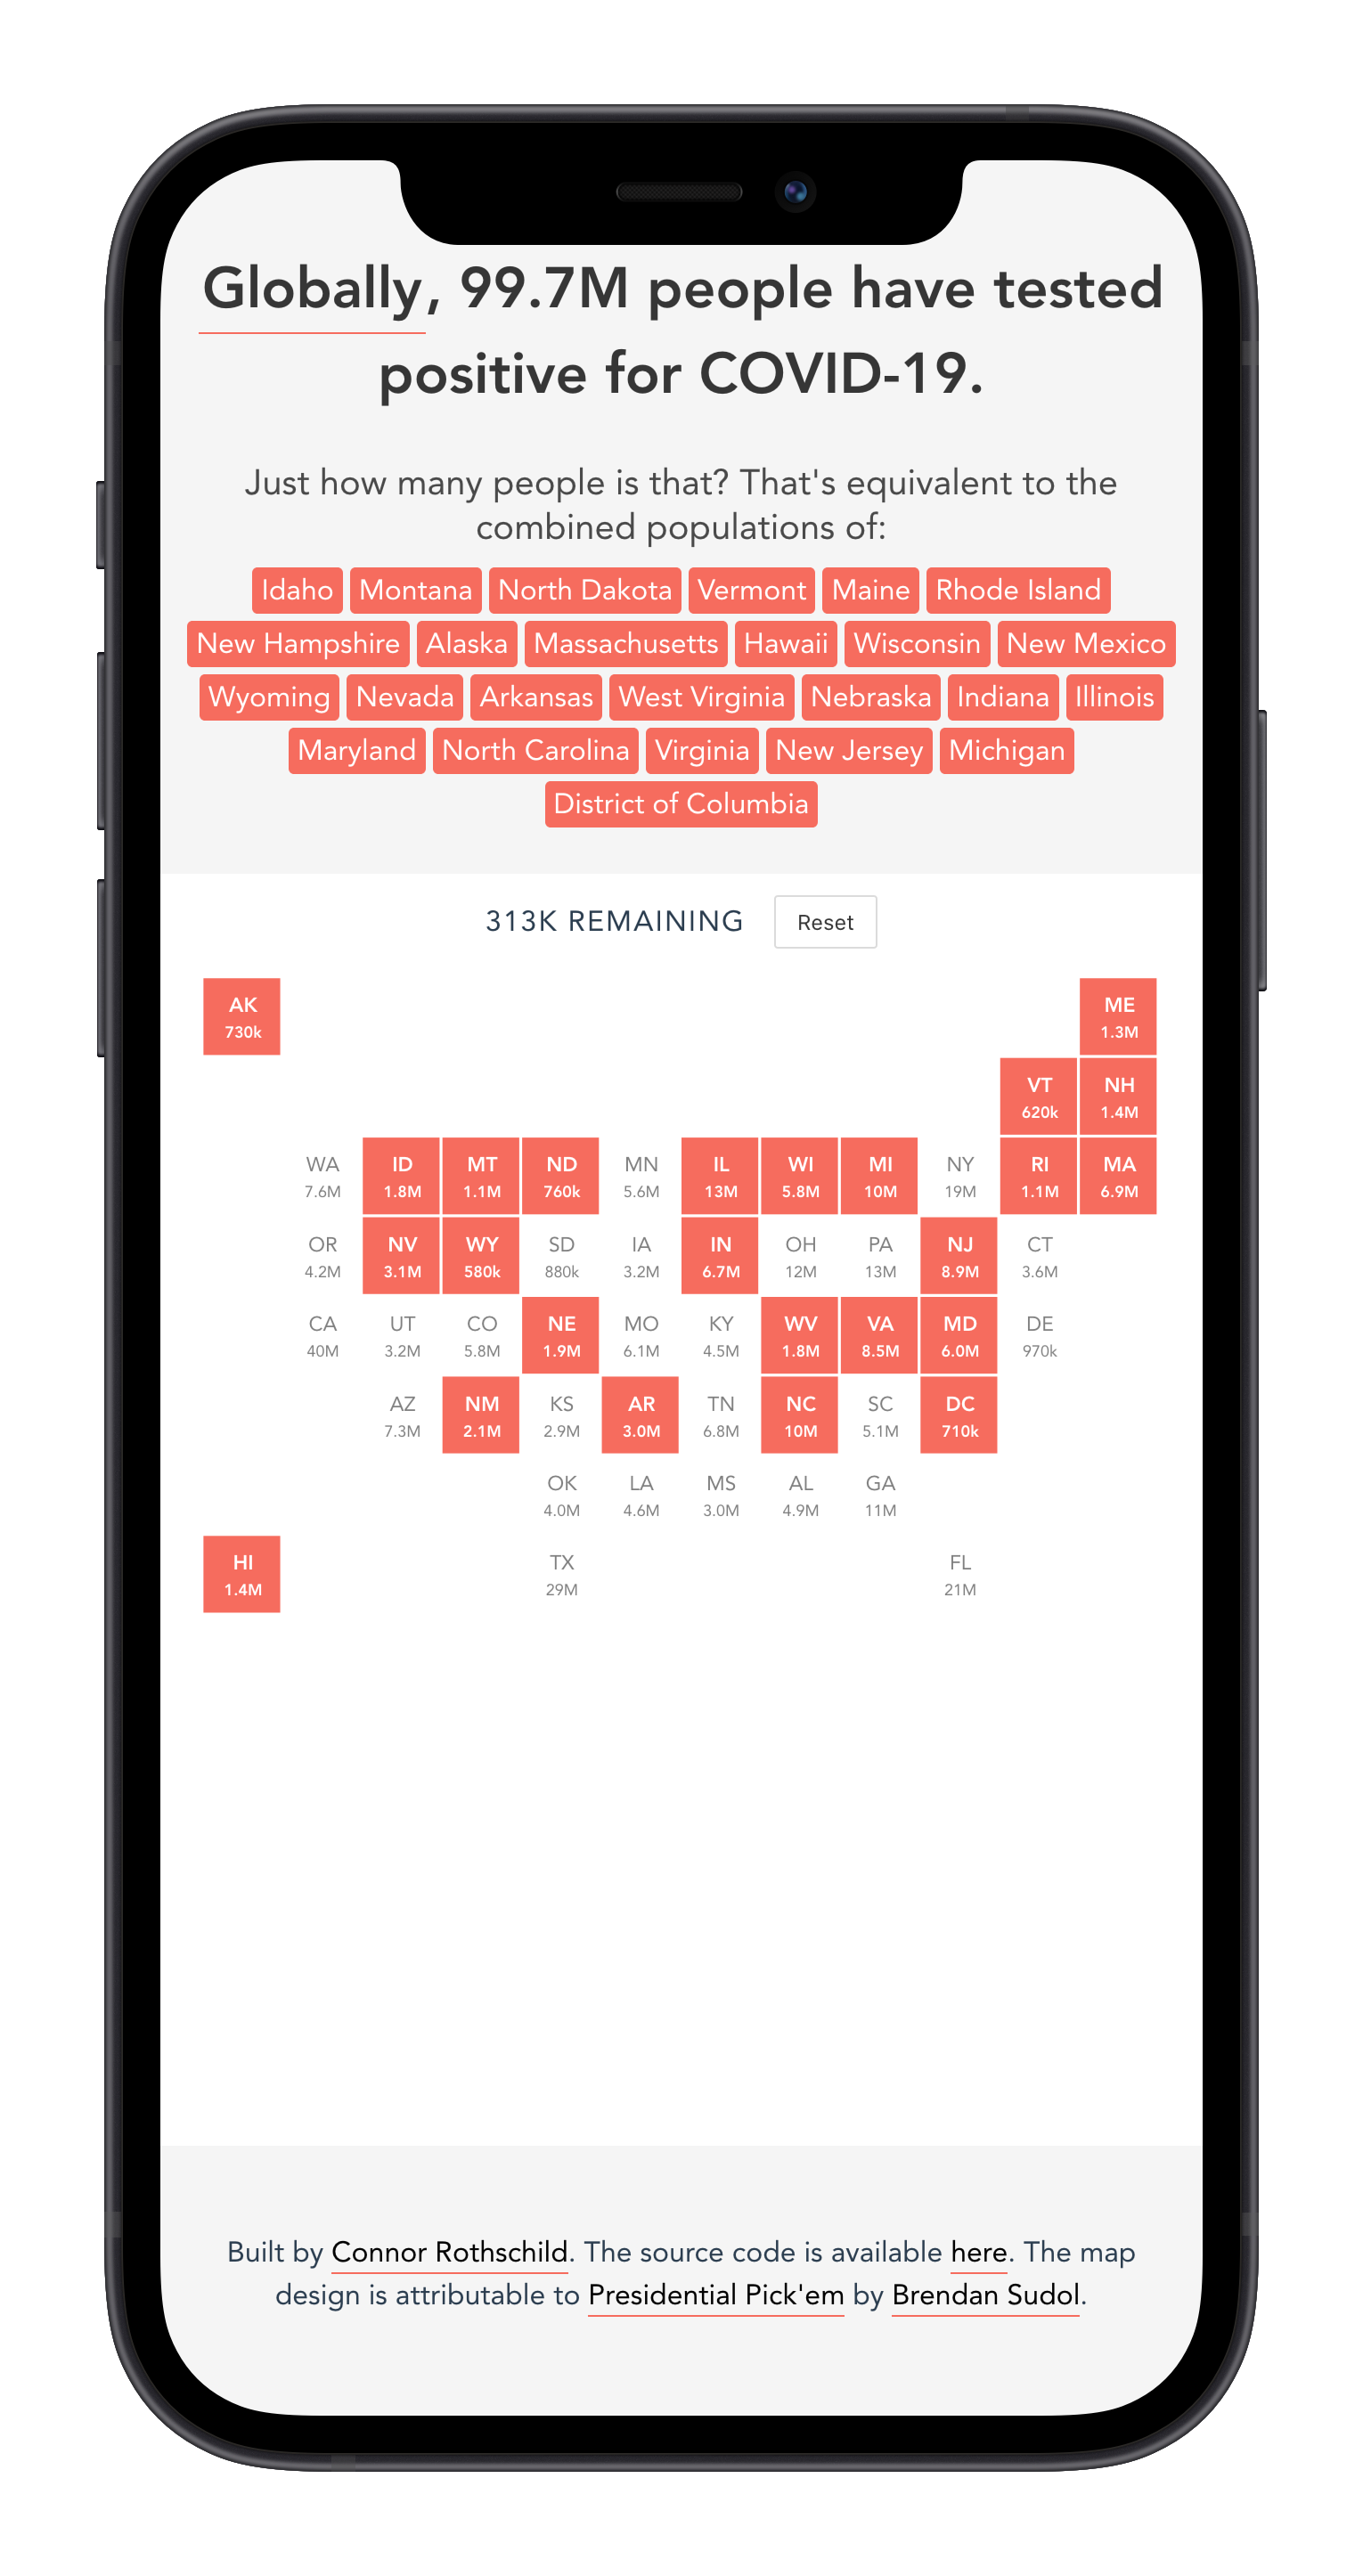 Globally, 99.7M people have tested
positive for COVID-19.
Just how many people is that? That's equivalent to the
combined populations of:
Idaho Montana North Dakota Vermont Maine Rhode Island
New Hampshire Alaska Massachusetts Hawaii Wisconsin New Mexico
Wyoming Nevada Arkansas West Virginia Nebraska Indiana Illinois
Maryland North Carolina Virginia New Jersey Michigan
District of Columbia
313K REMAINING Reset
AK ME
730k 1.3M
VT NH
620k 1.4M
WA ID MT ND MN IL WI MI NY RI MA
7.6M 1.8M 1.1M 760k 5.6M 13M 5.8M 10M 19M 1.1M 6.9M
OR NV WY SD IA IN OH PA NJ CT
4.2M 3.1M 580k 880k 3.2M 6.7M 12M 13M 8.9M 3.6M
CA UT CO NE MO KY WV VA MD DE
40M 3.2M 5.8M 1.9M 6.1M 4.5M 1.8M 8.5M 6.0M 970k
AZ NM KS AR TN NC SC DC
7.3M 2.1M 2.9M 3.0M 6.8M 10M 5.1M 710k
OK LA MS AL GA
4.0M 4.6M 3.0M 4.9M 11M
HI TX FL
1.4M 29M 21M
Built by Connor Rothschild. The source code is available here. The map
design is attributable to Presidential Pick'em by Brendan Sudol.